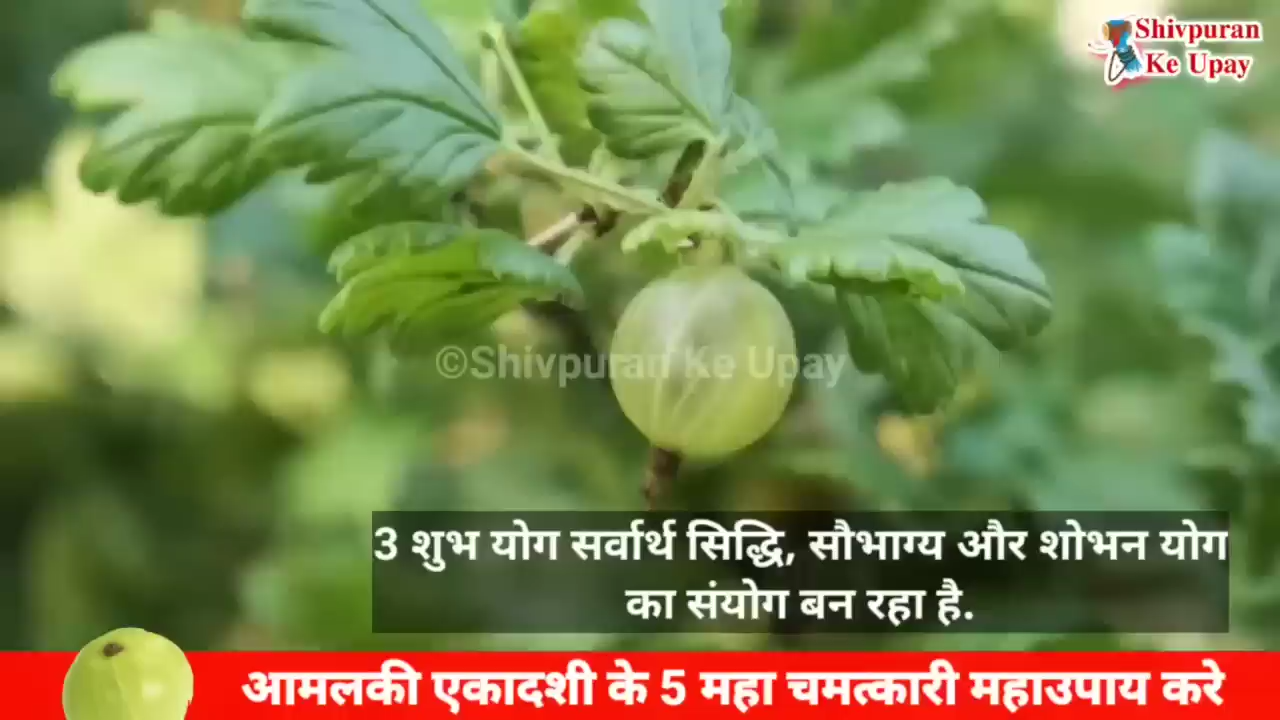 Shivpuran
Ke Upay
©Shivpuran Ke Upay
3 शुभ योग सर्वार्थ सिद्धि, सौभाग्य और शोभन योग
का संयोग बन रहा है.
आमलकी एकादशी के 5 महा चमत्कारी महाउपाय करे